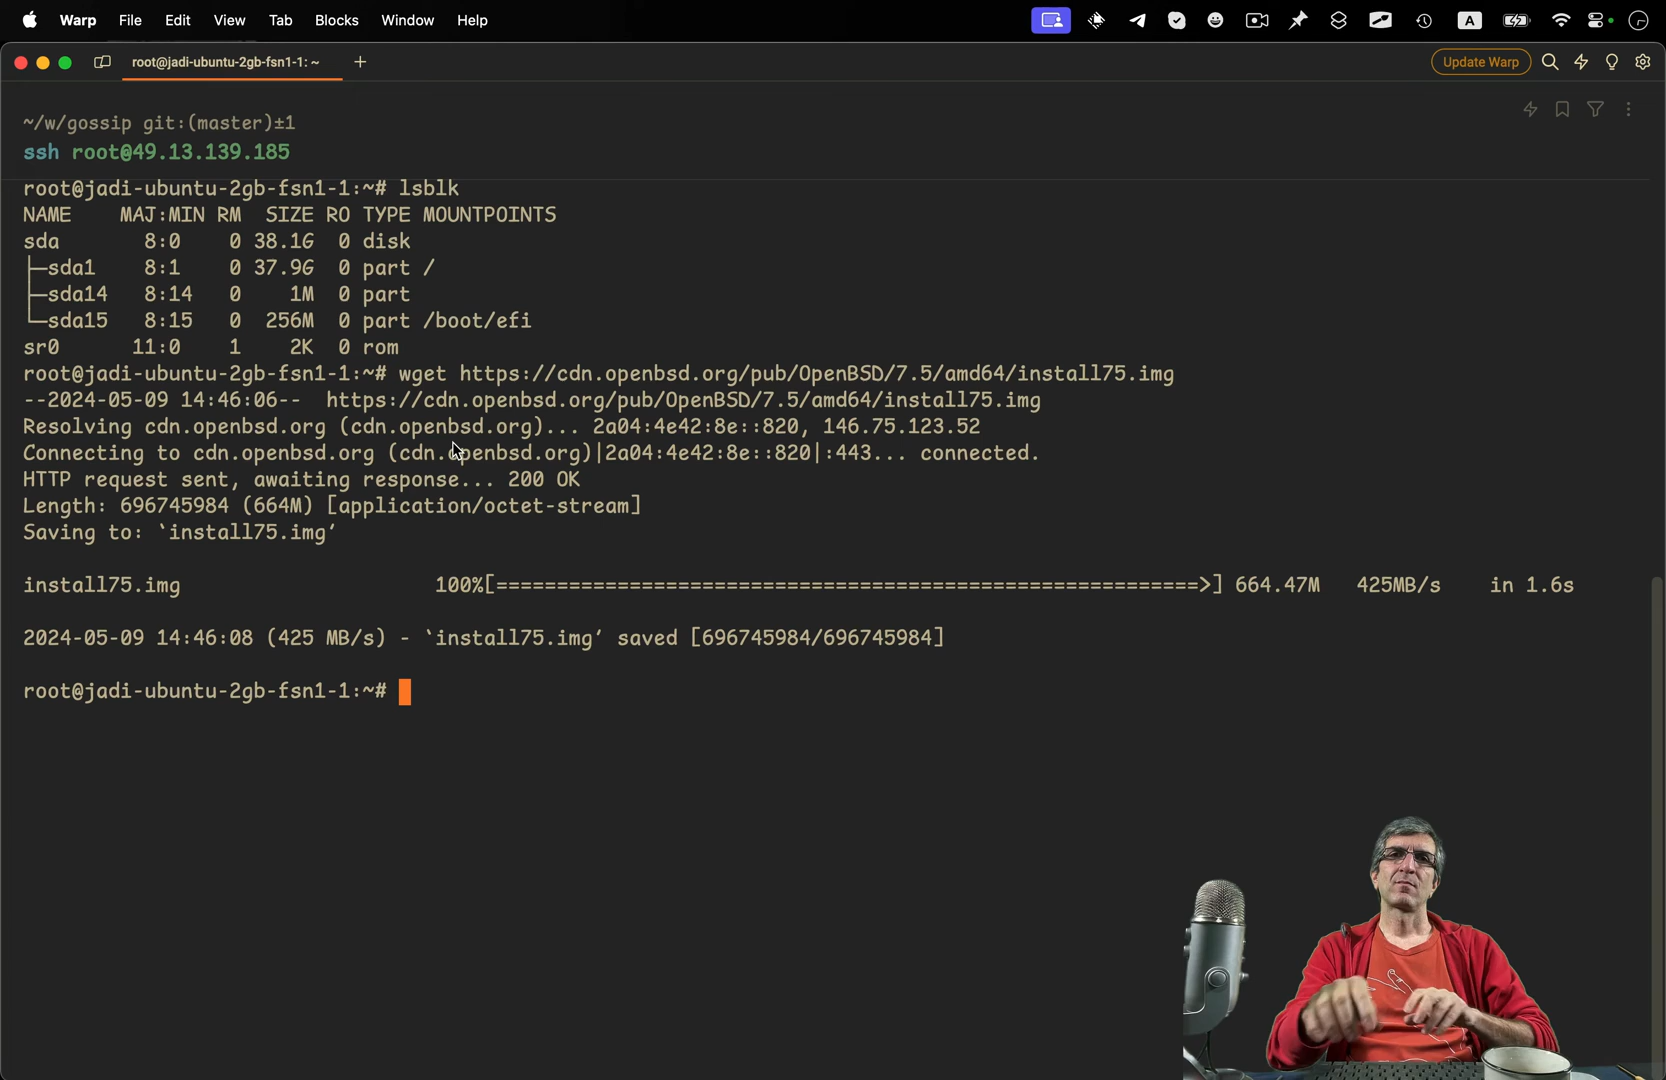 Warp File Edit View Tab Blocks Window Help A
root@jadi-ubuntu-2gb-fsn1-1: ~ + Update Warp
~/w/gossip git:(master)±1
ssh root@49.13.139.185
root@jadi-ubuntu-2gb-fsn1-1:~# lsblk
NAME MAJ:MIN RM SIZE RO TYPE MOUNTPOINTS
sda 8:0 0 38.1G 0 disk
├─sda1 8:1 0 37.9G 0 part /
├─sda14 8:14 0 1M 0 part
└─sda15 8:15 0 256M 0 part /boot/efi
sr0 11:0 1 2K 0 rom
root@jadi-ubuntu-2gb-fsn1-1:~# wget https://cdn.openbsd.org/pub/OpenBSD/7.5/amd64/install75.img
--2024-05-09 14:46:06-- https://cdn.openbsd.org/pub/OpenBSD/7.5/amd64/install75.img
Resolving cdn.openbsd.org (cdn.openbsd.org)... 2a04:4e42:8e::820, 146.75.123.52
Connecting to cdn.openbsd.org (cdn.openbsd.org)|2a04:4e42:8e::820|:443... connected.
HTTP request sent, awaiting response... 200 OK
Length: 696745984 (664M) [application/octet-stream]
Saving to: ‘install75.img’
install75.img 100%[==========================================================>] 664.47M 425MB/s in 1.6s
2024-05-09 14:46:08 (425 MB/s) - ‘install75.img’ saved [696745984/696745984]
root@jadi-ubuntu-2gb-fsn1-1:~#